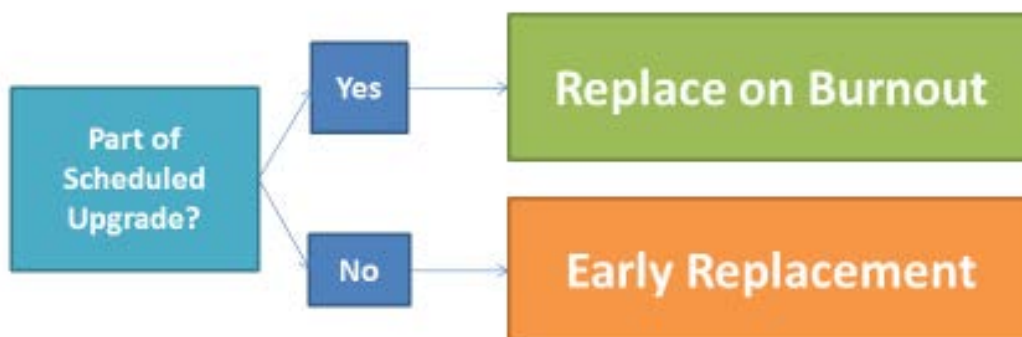 Part of
Scheduled
Upgrade?
Yes
Replace on Burnout
No
Early Replacement